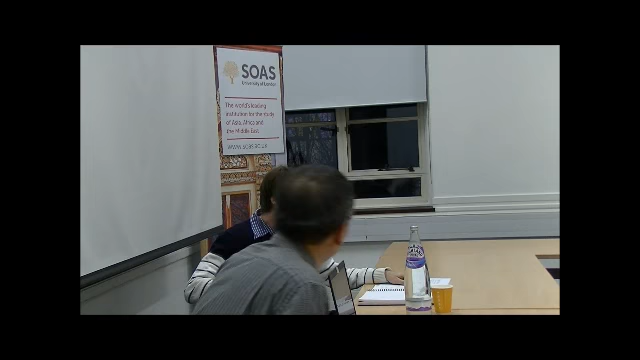 SOAS
University of London
The world's leading
institution for the study
of Asia, Africa and
the Middle East
www.soas.ac.uk